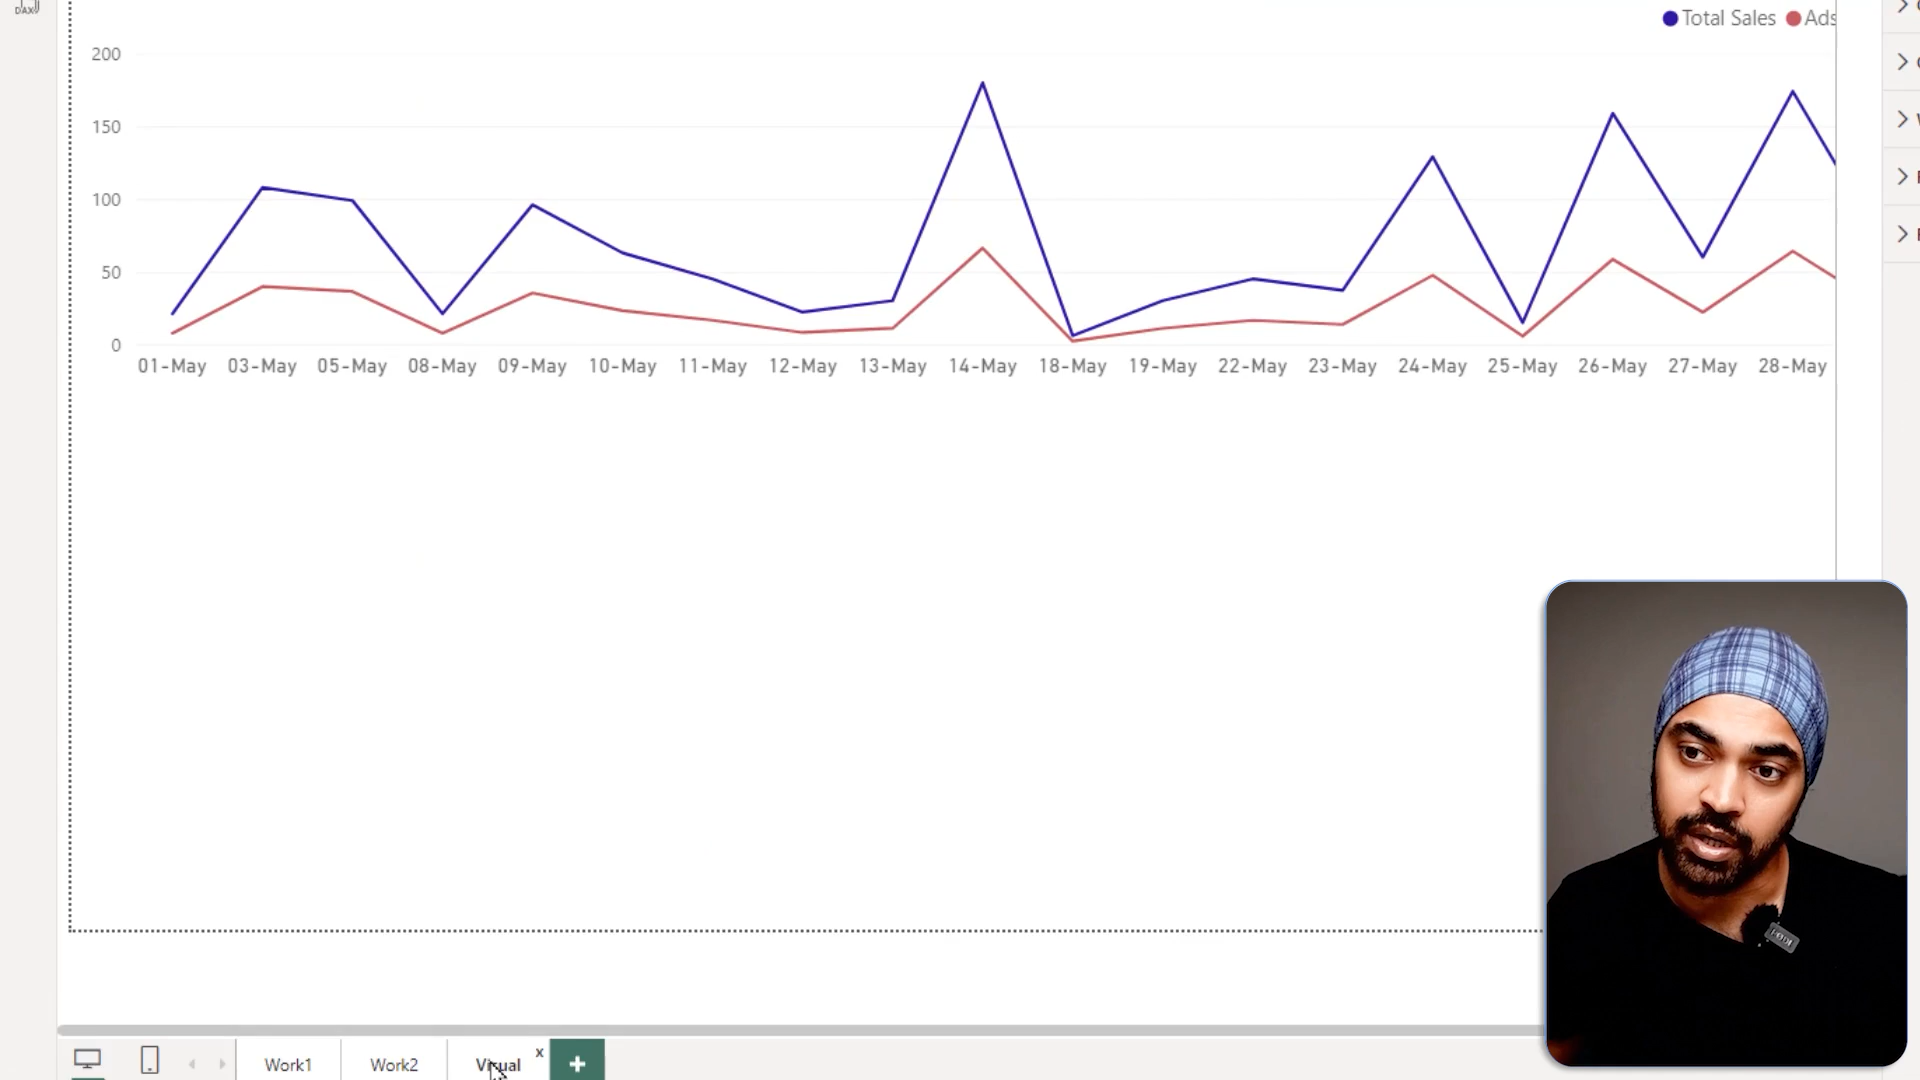 DAX
Total Sales Ads
200
150
100
50
0
01-May 03-May 05-May 08-May 09-May 10-May 11-May 12-May 13-May 14-May 18-May 19-May 22-May 23-May 24-May 25-May 26-May 27-May 28-May
Work1 Work2 Visual x +